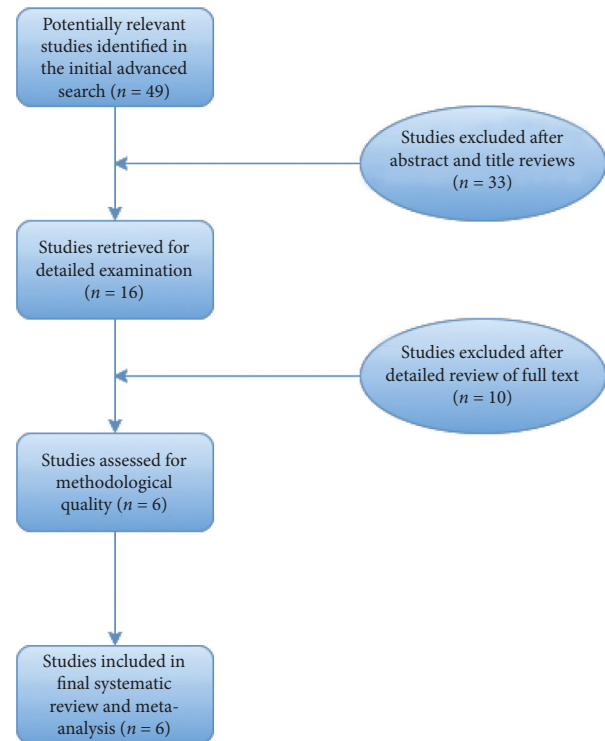 Potentially relevant
studies identified in
the initial advanced
search (n = 49)
Studies excluded after
abstract and title reviews
(n = 33)
Studies retrieved for
detailed examination
(n = 16)
Studies excluded after
detailed review of full text
(n = 10)
Studies assessed for
methodological
quality (n = 6)
Studies included in
final systematic
review and meta-
analysis (n = 6)